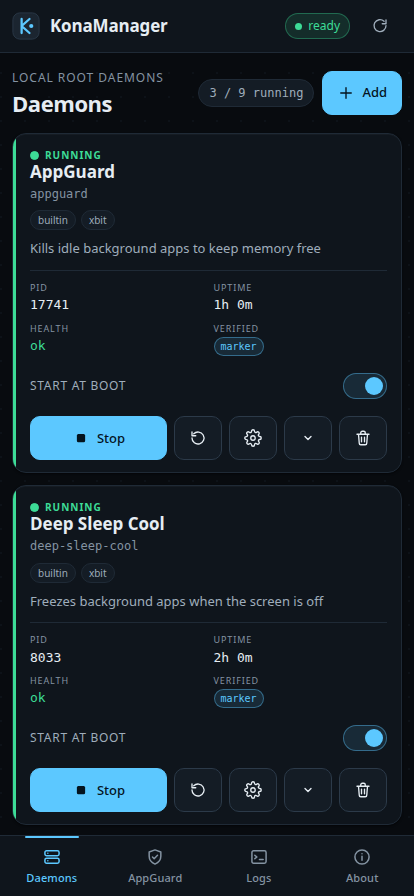 KonaManager
ready
LOCAL ROOT DAEMONS
Daemons
3 / 9 running
Add
RUNNING
AppGuard
appguard
builtin xbit
Kills idle background apps to keep memory free
PID UPTIME
17741 1h 0m
HEALTH VERIFIED
ok marker
START AT BOOT
Stop
RUNNING
Deep Sleep Cool
deep-sleep-cool
builtin xbit
Freezes background apps when the screen is off
PID UPTIME
8033 2h 0m
HEALTH VERIFIED
ok marker
START AT BOOT
Stop
Daemons AppGuard Logs About